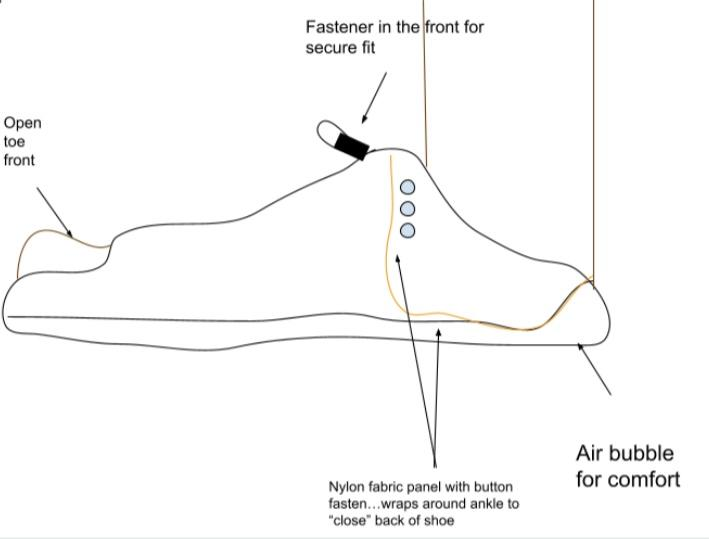 Fastener in the front for
secure fit
Open
toe
front
Air bubble
for comfort
Nylon fabric panel with button
fasten...wraps around ankle to
“close” back of shoe